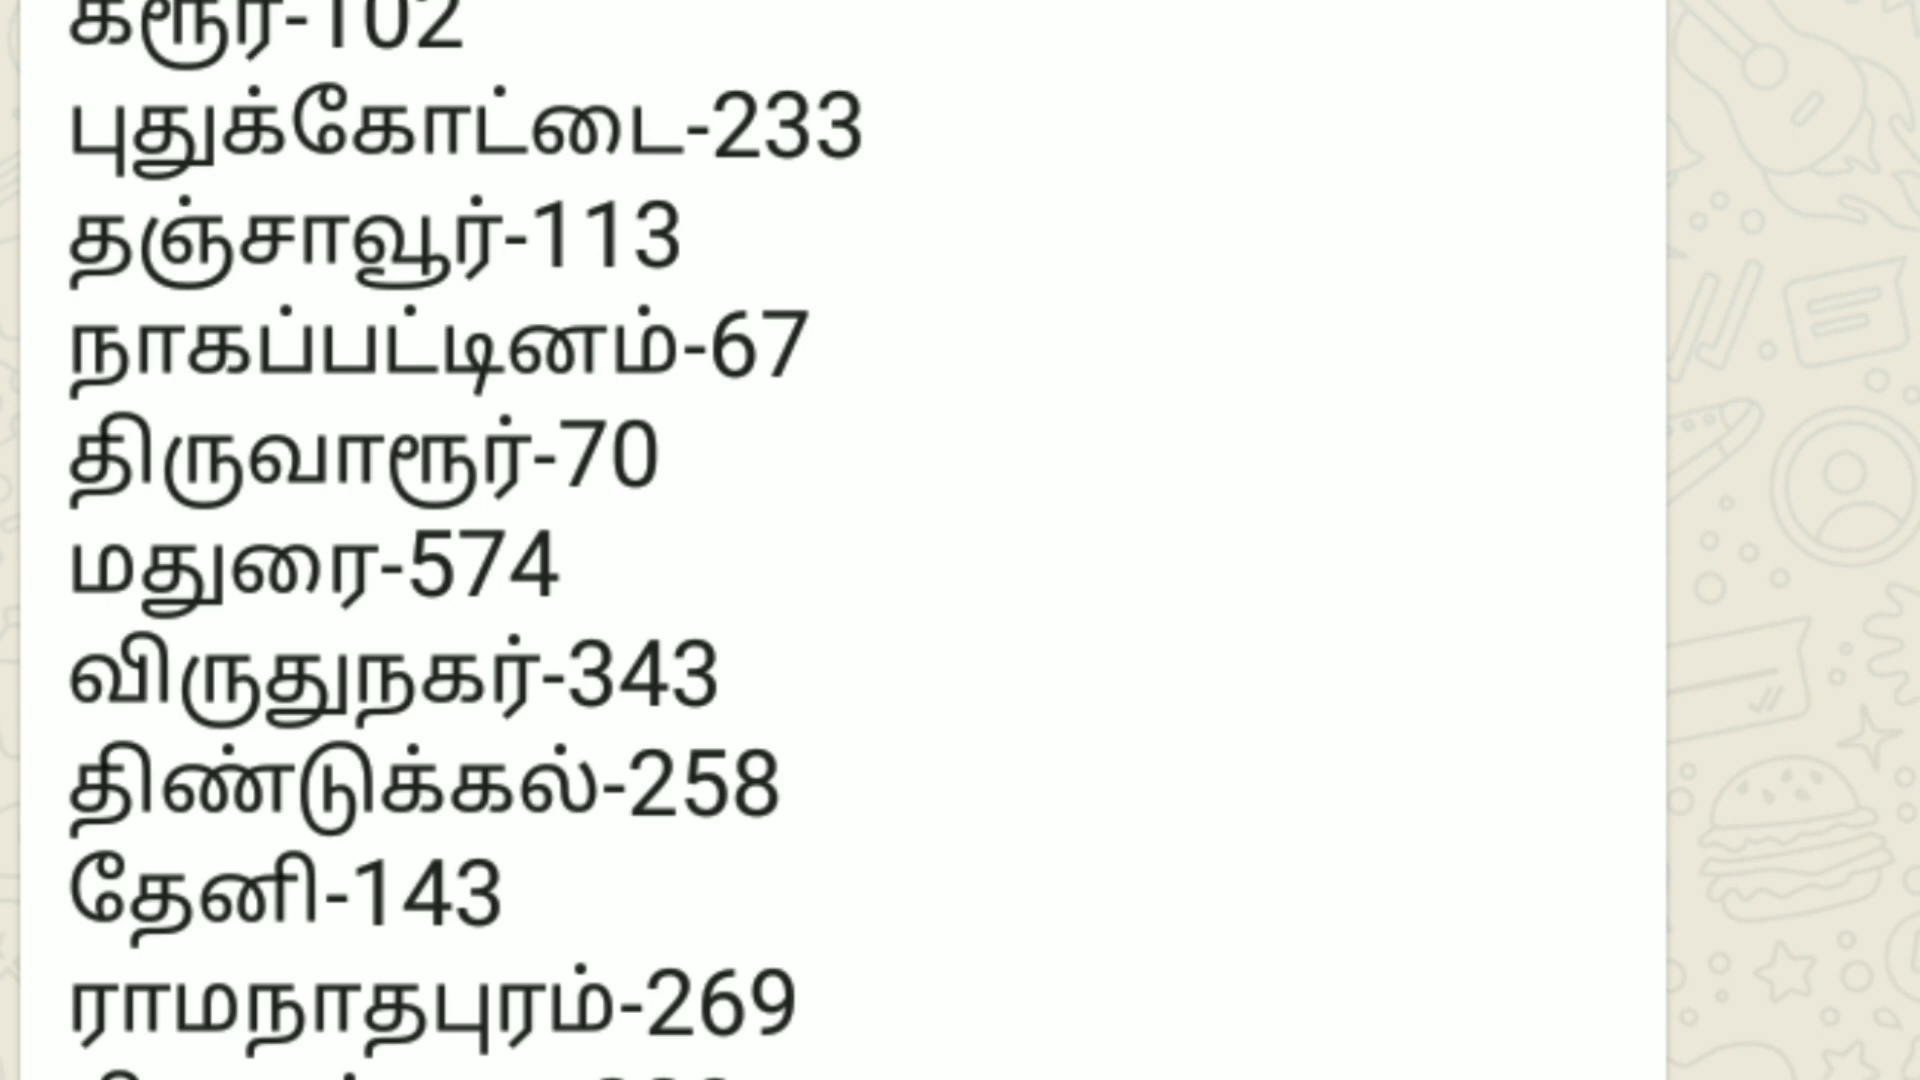 கரூர்-102
புதுக்கோட்டை-233
தஞ்சாவூர்-113
நாகப்பட்டினம்-67
திருவாரூர்-70
மதுரை-574
விருதுநகர்-343
திண்டுக்கல்-258
தேனி-143
ராமநாதபுரம்-269